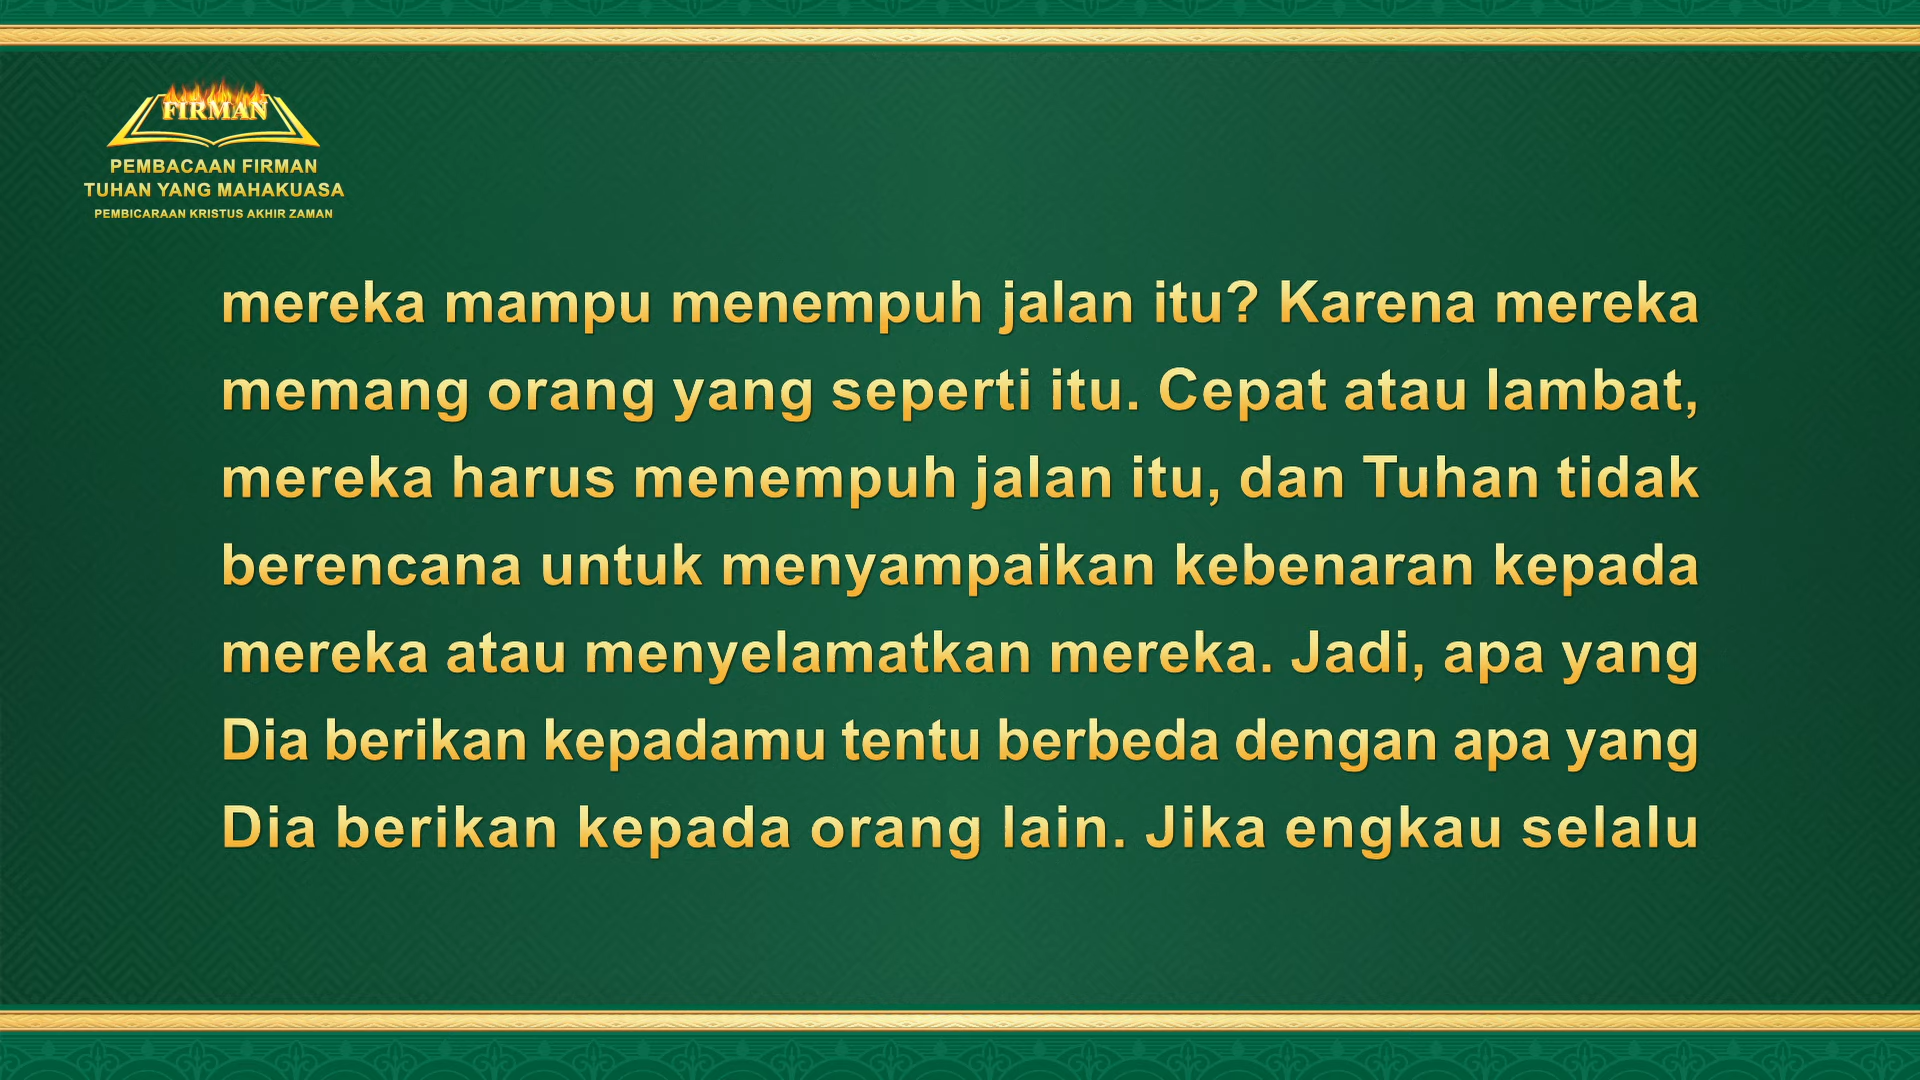 FIRMAN
PEMBACAAN FIRMAN
TUHAN YANG MAHAKUASA
PEMBICARAAN KRISTUS AKHIR ZAMAN
mereka mampu menempuh jalan itu? Karena mereka
memang orang yang seperti itu. Cepat atau lambat,
mereka harus menempuh jalan itu, dan Tuhan tidak
berencana untuk menyampaikan kebenaran kepada
mereka atau menyelamatkan mereka. Jadi, apa yang
Dia berikan kepadamu tentu berbeda dengan apa yang
Dia berikan kepada orang lain. Jika engkau selalu